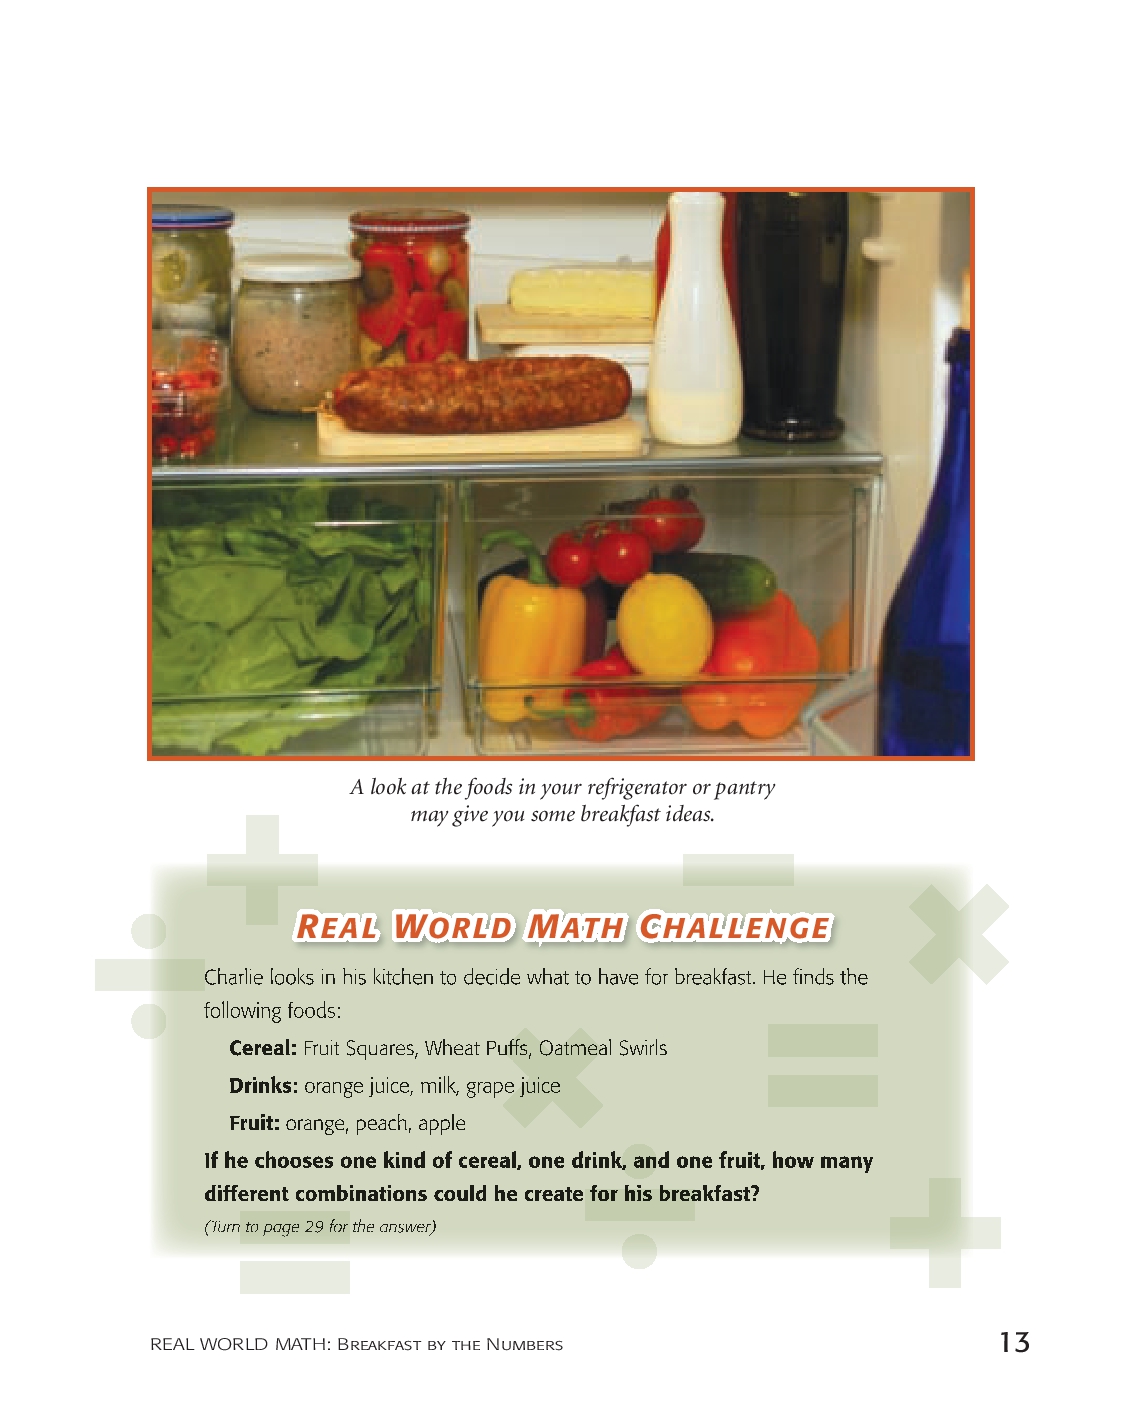 A look at the foods in your refrigerator or pantry
may give you some breakfast ideas.
REAL WORLD MATH CHALLENGE
Charlie looks in his kitchen to decide what to have for breakfast. He finds the
following foods:
Cereal: Fruit Squares, Wheat Puffs, Oatmeal Swirls
Drinks: orange juice, milk, grape juice
Fruit: orange, peach, apple
If he chooses one kind of cereal, one drink, and one fruit, how many
different combinations could he create for his breakfast?
(Turn to page 29 for the answer)
REAL WORLD MATH: BREAKFAST BY THE NUMBERS
13